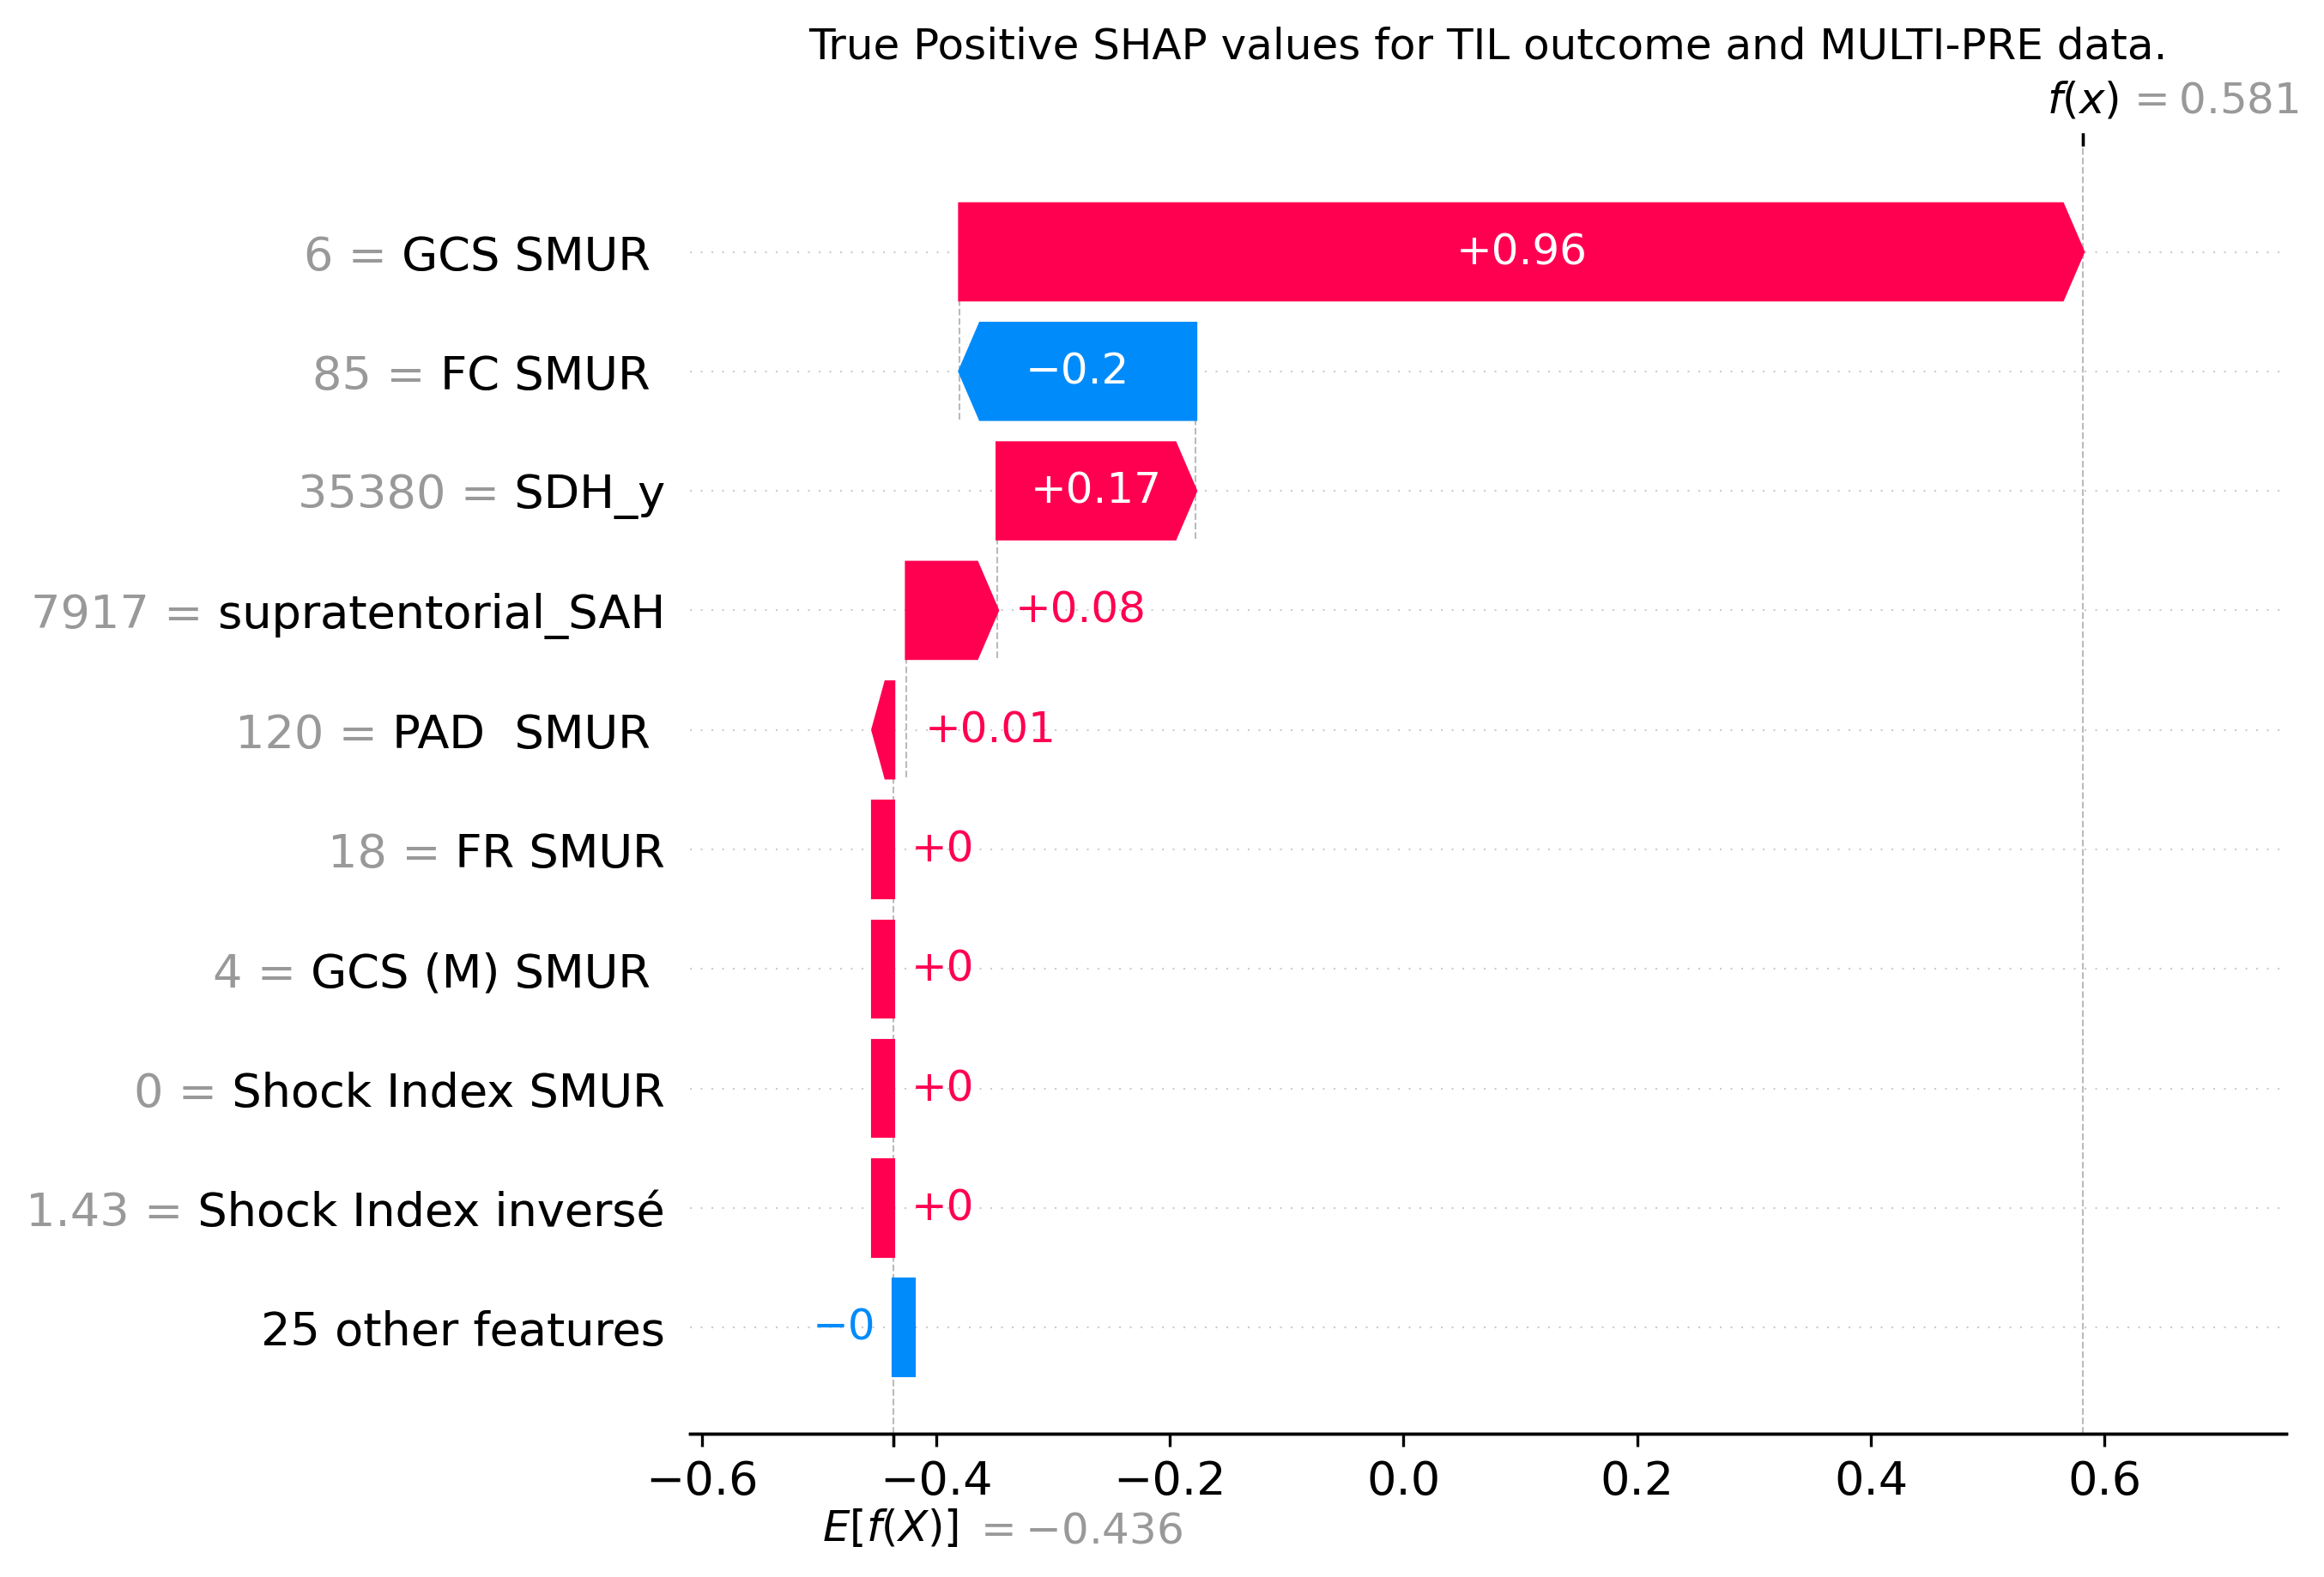 True Positive SHAP values for TIL outcome and MULTI-PRE data.
f(x) = 0.581
6 = GCS SMUR +0.96
85 = FC SMUR −0.2
35380 = SDH_y +0.17
7917 = supratentorial_SAH +0.08
120 = PAD  SMUR +0.01
18 = FR SMUR +0
4 = GCS (M) SMUR +0
0 = Shock Index SMUR +0
1.43 = Shock Index inversé +0
25 other features −0
−0.6 −0.4 −0.2 0.0 0.2 0.4 0.6
E[f(X)] = −0.436